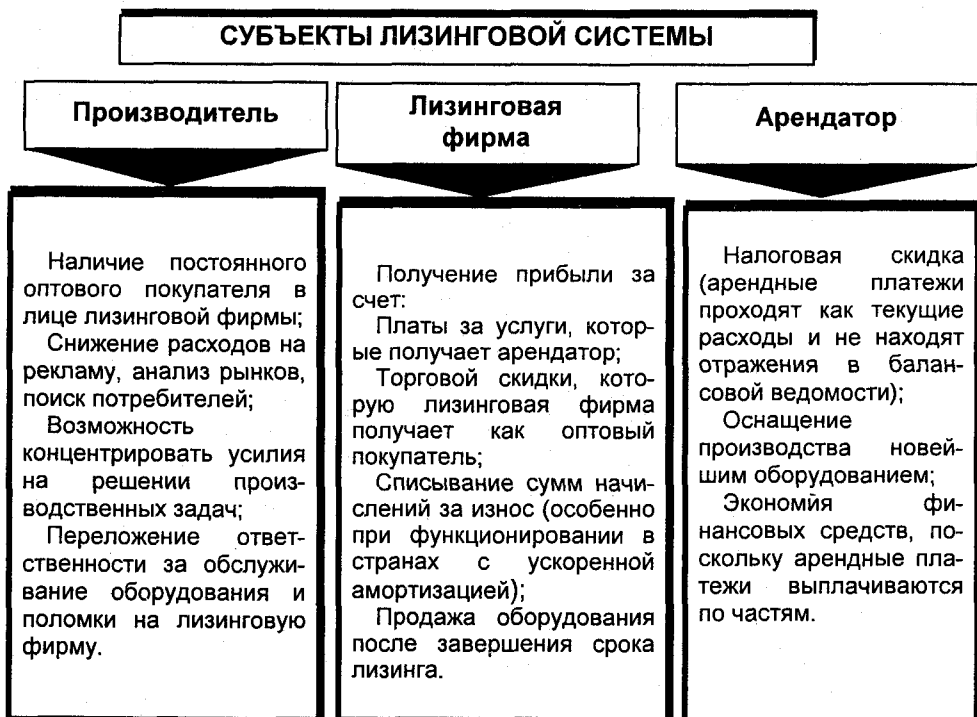 СУБЪЕКТЫ ЛИЗИНГОВОЙ СИСТЕМЫ
Производитель
Наличие постоянного
оптового покупателя в
лице лизинговой фирмы;
Снижение расходов на
рекламу, анализ рынков,
поиск потребителей;
Возможность
концентрировать усилия
на решении произ-
водственных задач;
Переложение ответ-
ственности за обслужи-
вание оборудования и
поломки на лизинговую
фирму.
Лизинговая
фирма
Получение прибыли за
счет:
Платы за услуги, кото-
рые получает арендатор;
Торговой скидки, кото-
рую лизинговая фирма
получает как оптовый
покупатель;
Списывание сумм начи-
слений за износ (особенно
при функционировании в
странах с ускоренной
амортизацией);
Продажа оборудования
после завершения срока
лизинга.
Арендатор
Налоговая скидка
(арендные платежи
проходят как текущие
расходы и не находят
отражения в балан-
совой ведомости);
Оснащение
производства новей-
шим оборудованием;
Экономия фи-
нансовых средств, по-
скольку арендные пла-
тежи выплачиваются
по частям.